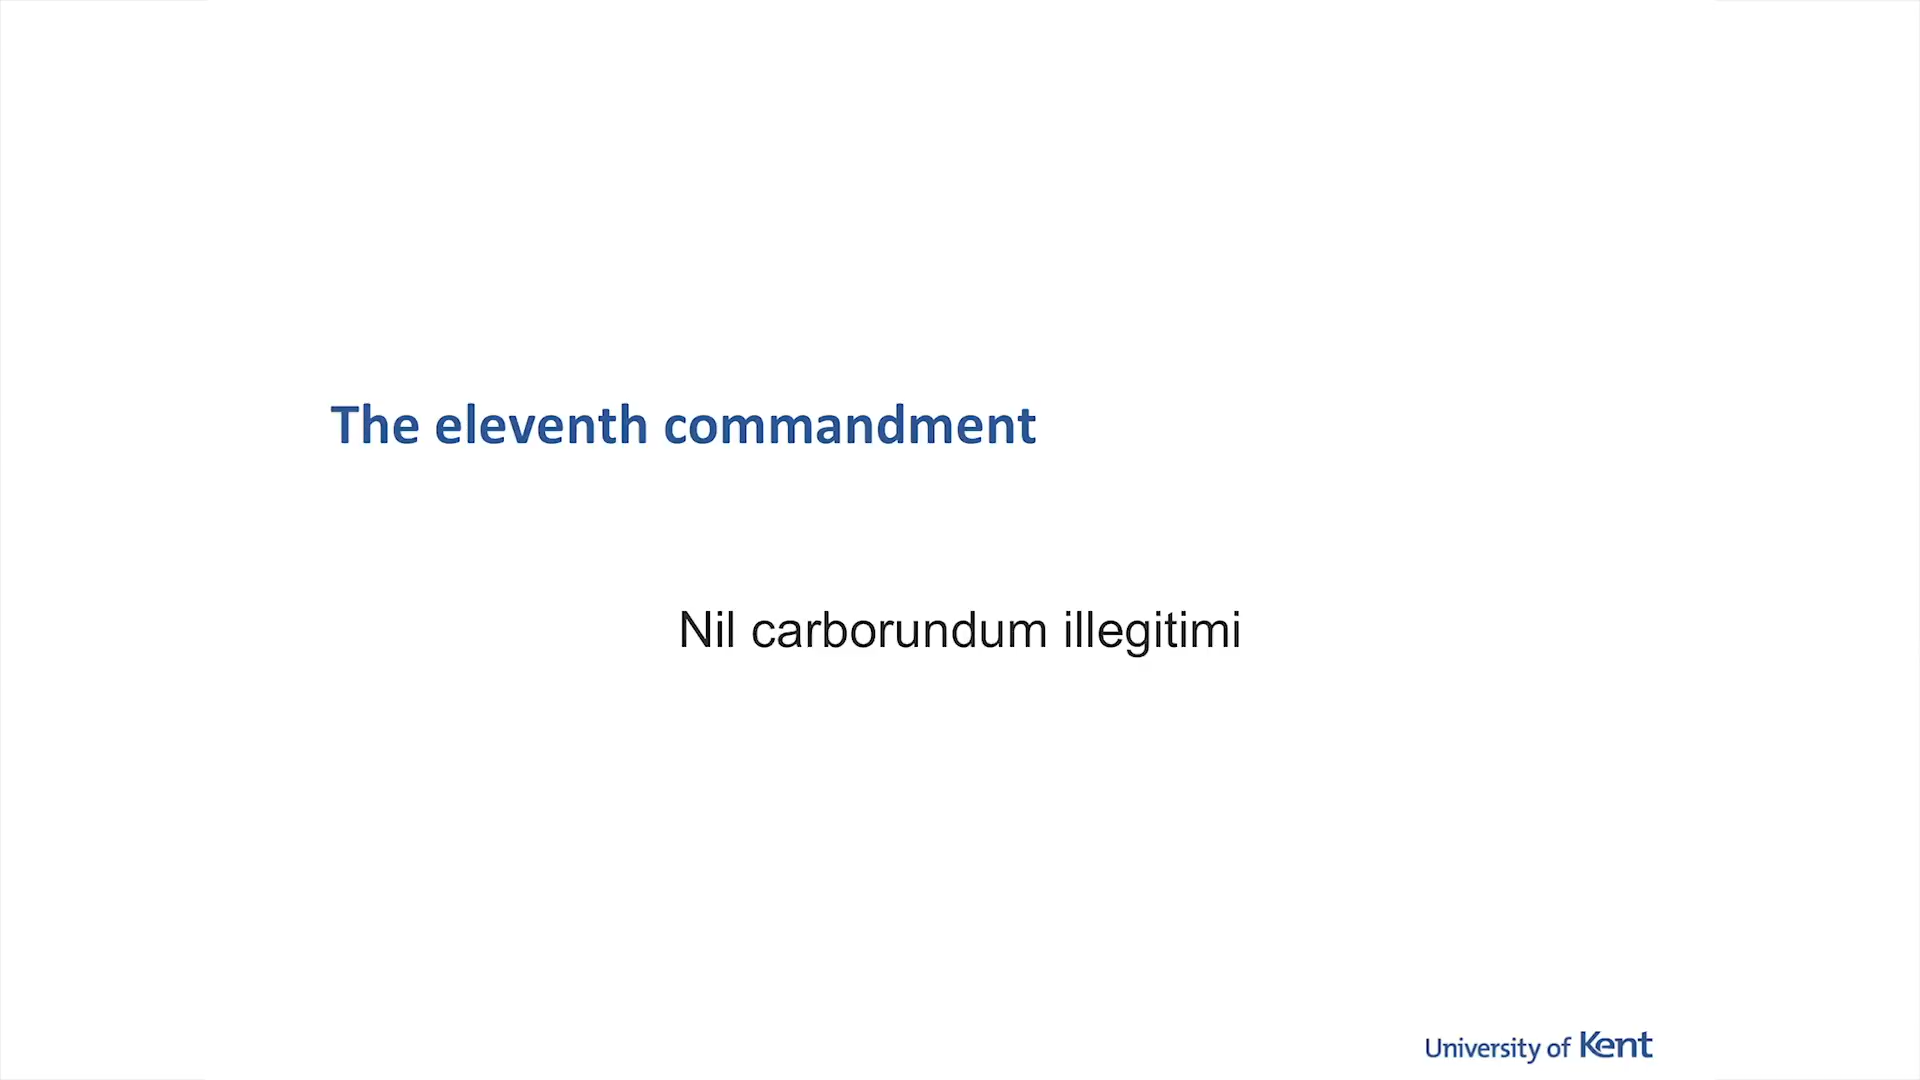 The eleventh commandment
Nil carborundum illegitimi
University of Kent